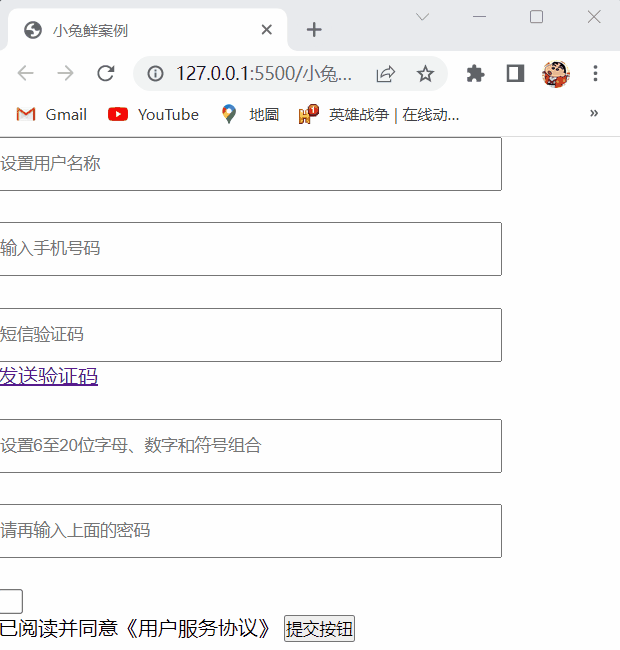 小兔鮮案例
127.0.0.1:5500/小兔...
Gmail YouTube 地圖 英雄战争 | 在线动... »
设置用户名称
输入手机号码
短信验证码
发送验证码
设置6至20位字母、数字和符号组合
请再输入上面的密码
已阅读并同意《用户服务协议》 提交按钮